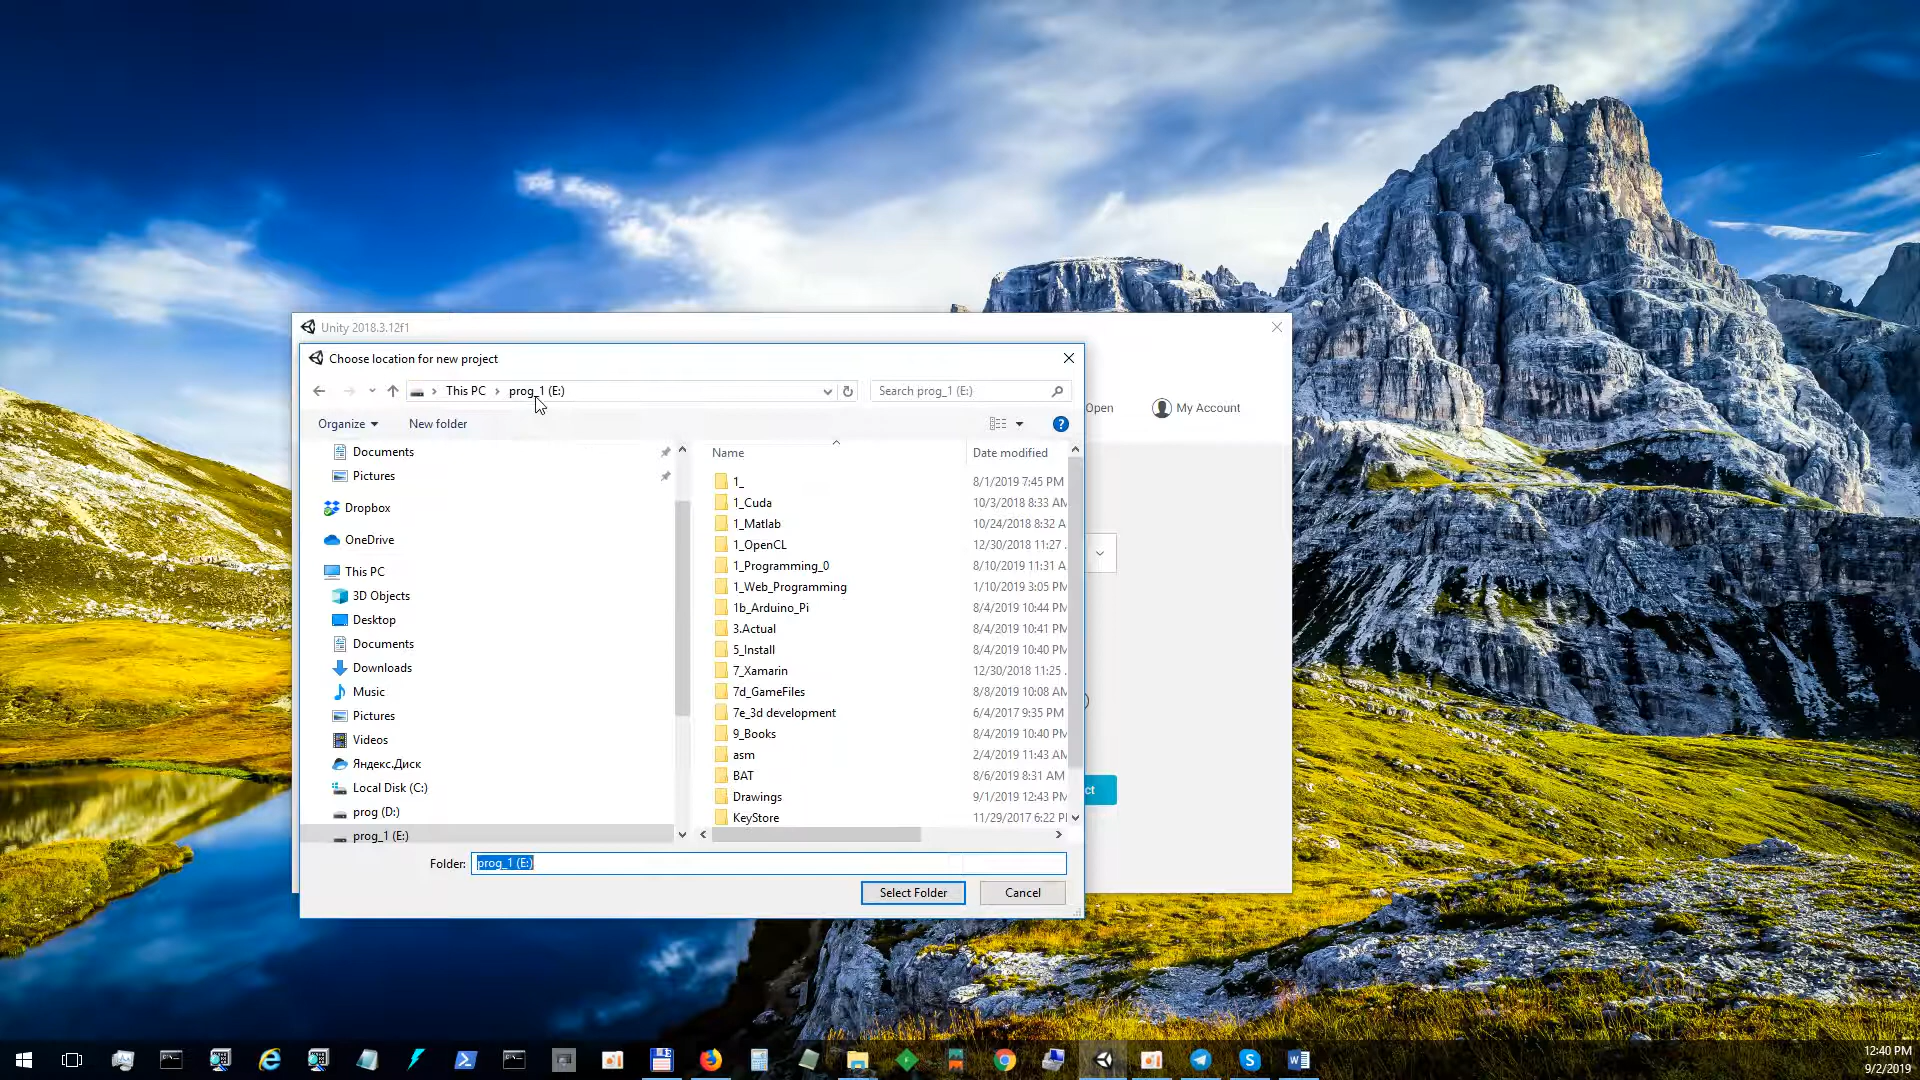 Unity 2018.3.12f1
Choose location for new project
This PC > prog_1 (E:)
Search prog_1 (E:)
Open
My Account
Organize
New folder
Name
Date modified
Documents
Pictures
Dropbox
OneDrive
This PC
3D Objects
Desktop
Documents
Downloads
Music
Pictures
Videos
Яндекс.Диск
Local Disk (C:)
prog (D:)
prog_1 (E:)
1_ 8/1/2019 7:45 PM
1_Cuda 10/3/2018 8:33 AM
1_Matlab 10/24/2018 8:32 A
1_OpenCL 12/30/2018 11:27 .
1_Programming_0 8/10/2019 11:31 A
1_Web_Programming 1/10/2019 3:05 PM
1b_Arduino_Pi 8/4/2019 10:44 PM
3.Actual 8/4/2019 10:41 PM
5_Install 8/4/2019 10:40 PM
7_Xamarin 12/30/2018 11:25 .
7d_GameFiles 8/8/2019 10:08 AM
7e_3d development 6/4/2017 9:35 PM
9_Books 8/4/2019 10:40 PM
asm 2/4/2019 11:43 AM
BAT 8/6/2019 8:31 AM
Drawings 9/1/2019 12:43 PM
KeyStore 11/29/2017 6:22 P
ct
Folder: prog_1 (E:)
Select Folder
Cancel
12:40 PM
9/2/2019